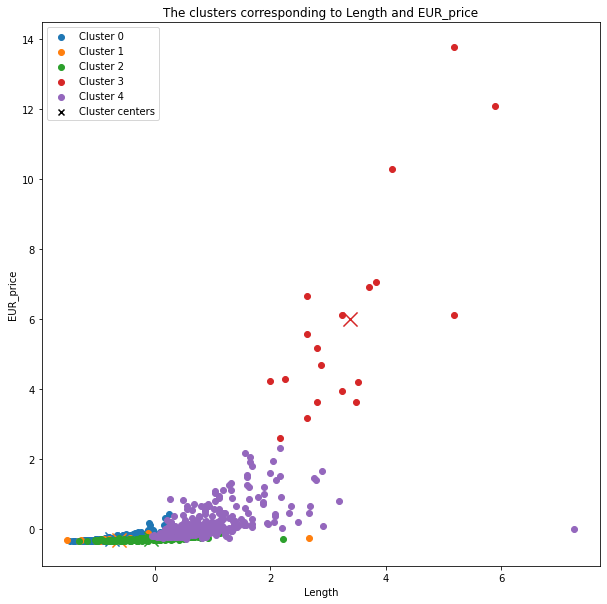 The clusters corresponding to Length and EUR_price
Cluster 0
Cluster 1
Cluster 2
Cluster 3
Cluster 4
Cluster centers
14
12
10
8
6
4
2
0
EUR_price
0
2
4
6
Length